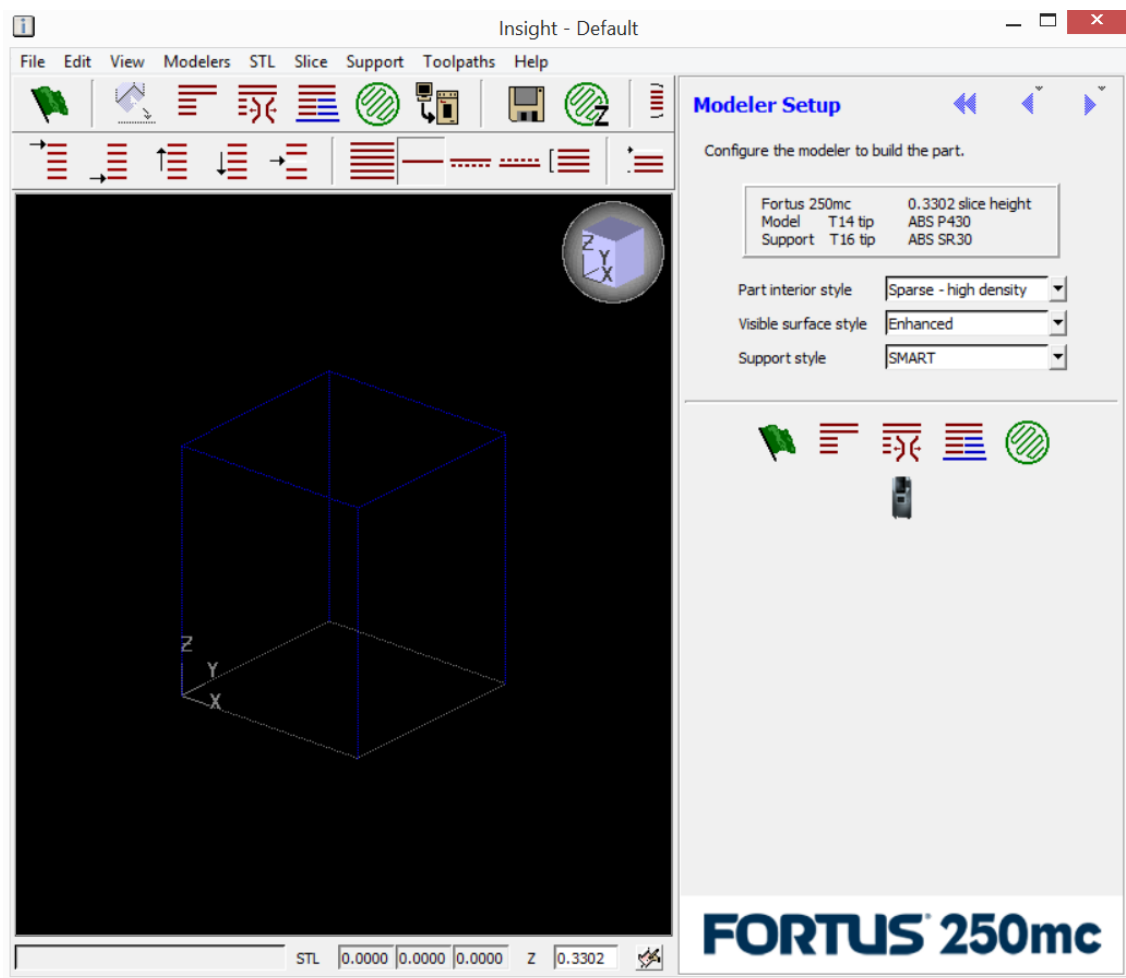 Insight - Default
File Edit View Modelers STL Slice Support Toolpaths Help
Z
Modeler Setup
Configure the modeler to build the part.
Fortus 250mc 0.3302 slice height
Model T14 tip ABS P430
Support T16 tip ABS SR30
Part interior style Sparse - high density
Visible surface style Enhanced
Support style SMART
Z
Y
X
Z
Y
X
FORTUS 250mc
STL 0.0000 0.0000 0.0000 Z 0.3302